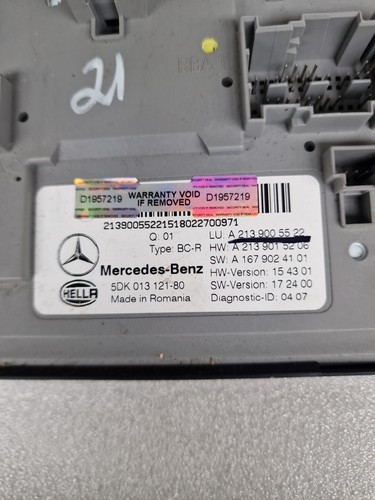 21
D1957219
WARRANTY VOID
IF REMOVED
D1957219
21390055221518022700971
Q: 01
LU: A 213 900 55 22
Type: BC-R
HW: A 213 901 52 06
Mercedes-Benz
SW: A 167 902 41 01
HW-Version: 15 43 01
HELLA
5DK 013 121-80
SW-Version: 17 24 00
Made in Romania
Diagnostic-ID: 04 07